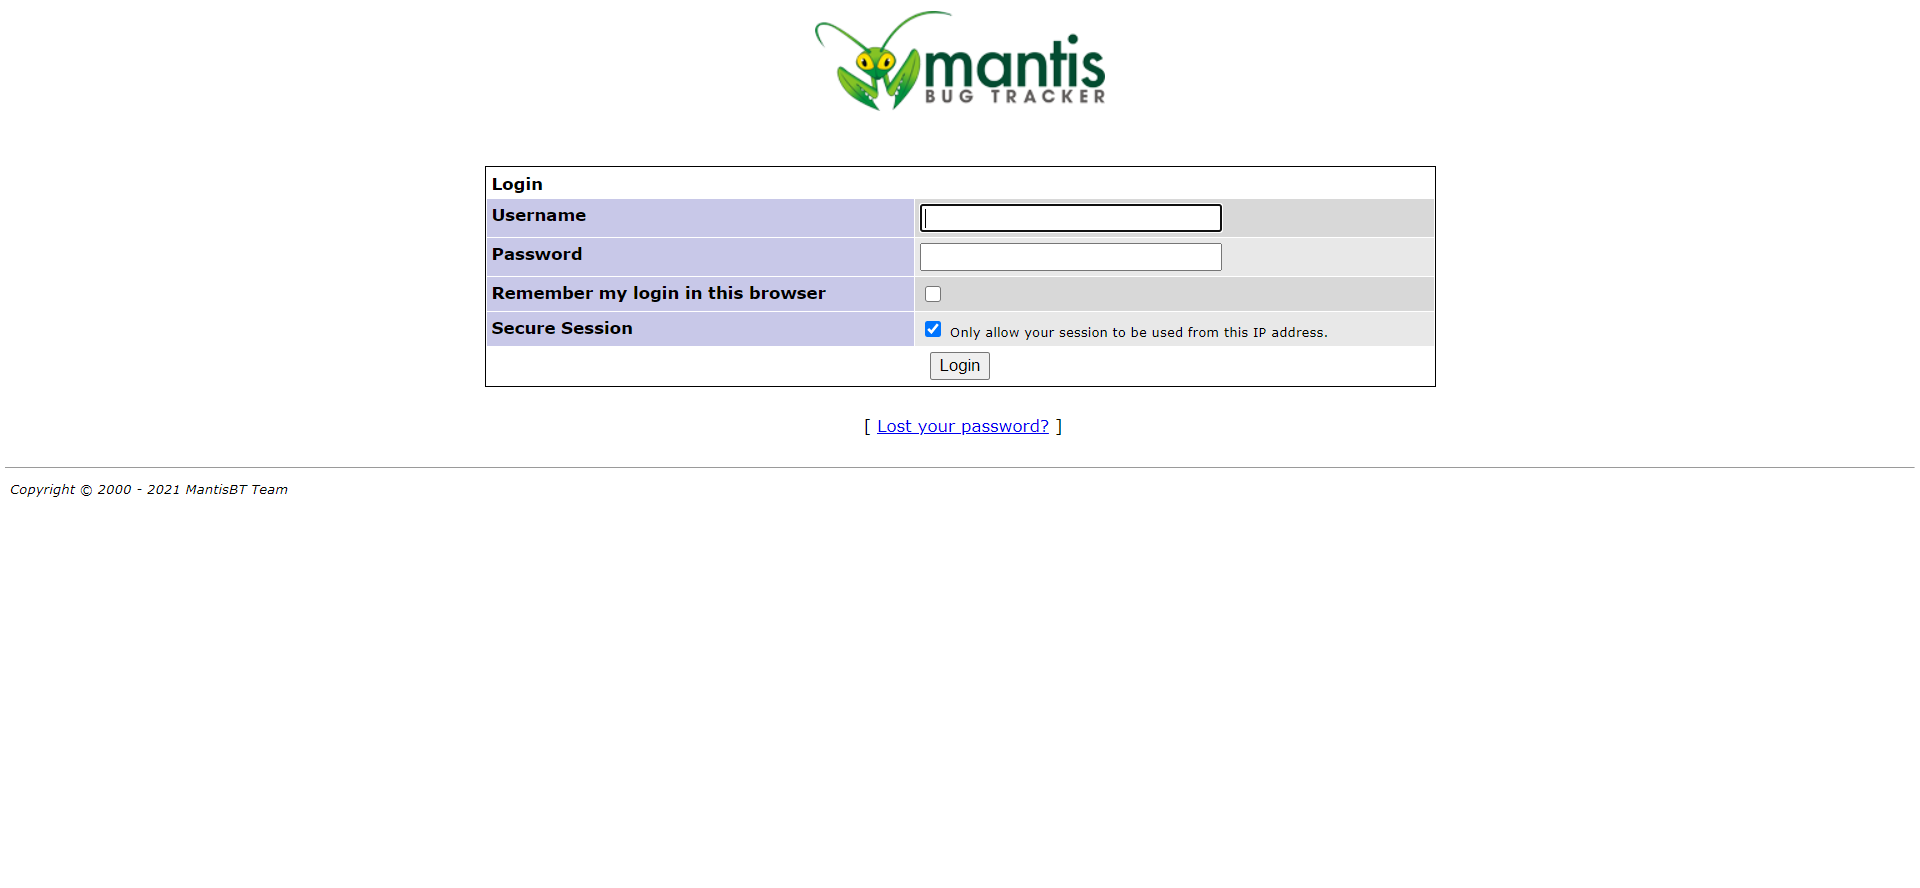 mantis
BUG TRACKER
Login
Username
Password
Remember my login in this browser
Secure Session
Only allow your session to be used from this IP address.
Login
[ Lost your password? ]
Copyright © 2000 - 2021 MantisBT Team